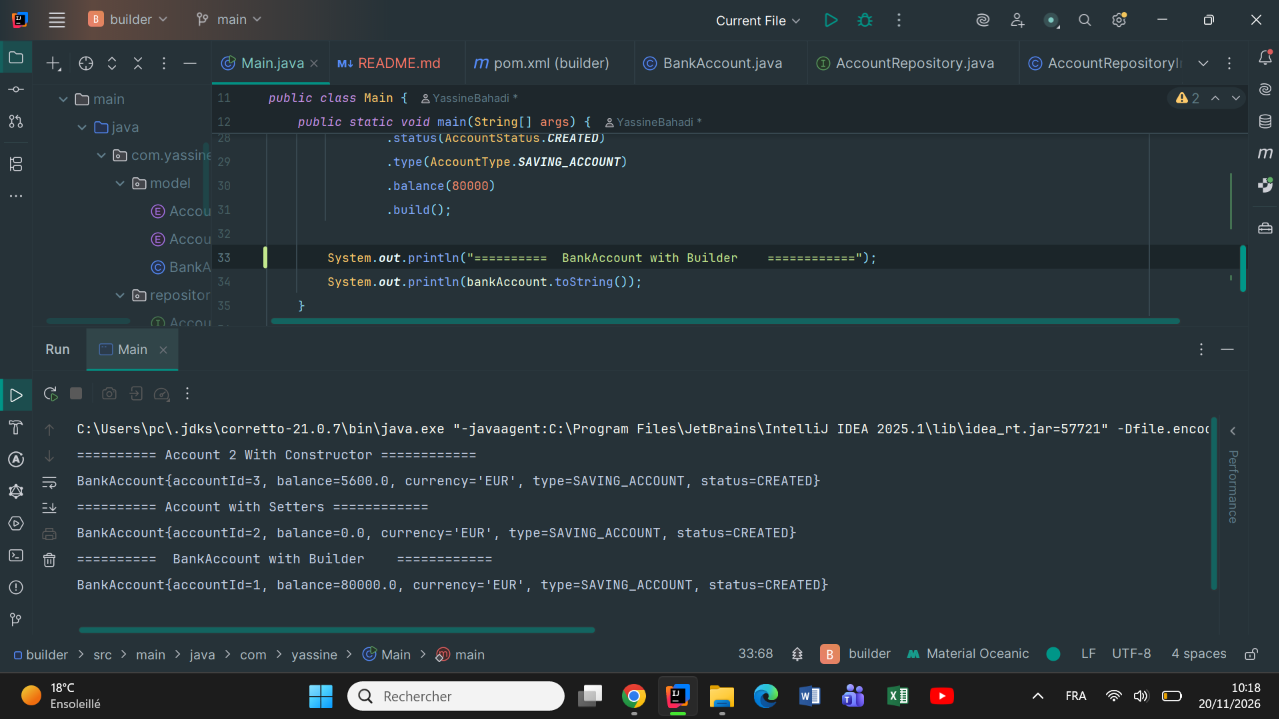 B builder main Current File
Main.java README.md pom.xml (builder) BankAccount.java AccountRepository.java AccountRepositoryI
main
java
com.yassine
model
Accou
Accou
BankA
repositor
Accou
11 public class Main { YassineBahadi *
12 public static void main(String[] args) { YassineBahadi *
28 .status(AccountStatus.CREATED)
29 .type(AccountType.SAVING_ACCOUNT)
30 .balance(80000)
31 .build();
32
33 System.out.println("==========  BankAccount with Builder    ============");
34 System.out.println(bankAccount.toString());
35 }
2
Run Main
C:\Users\pc\.jdks\corretto-21.0.7\bin\java.exe "-javaagent:C:\Program Files\JetBrains\IntelliJ IDEA 2025.1\lib\idea_rt.jar=57721" -Dfile.enco
========== Account 2 With Constructor ============
BankAccount{accountId=3, balance=5600.0, currency='EUR', type=SAVING_ACCOUNT, status=CREATED}
========== Account with Setters ============
BankAccount{accountId=2, balance=0.0, currency='EUR', type=SAVING_ACCOUNT, status=CREATED}
==========  BankAccount with Builder    ============
BankAccount{accountId=1, balance=80000.0, currency='EUR', type=SAVING_ACCOUNT, status=CREATED}
Performance
builder > src > main > java > com > yassine > Main > main 33:68 B builder Material Oceanic LF UTF-8 4 spaces
18°C
Ensoleillé
Rechercher
FRA
10:18
20/11/2026